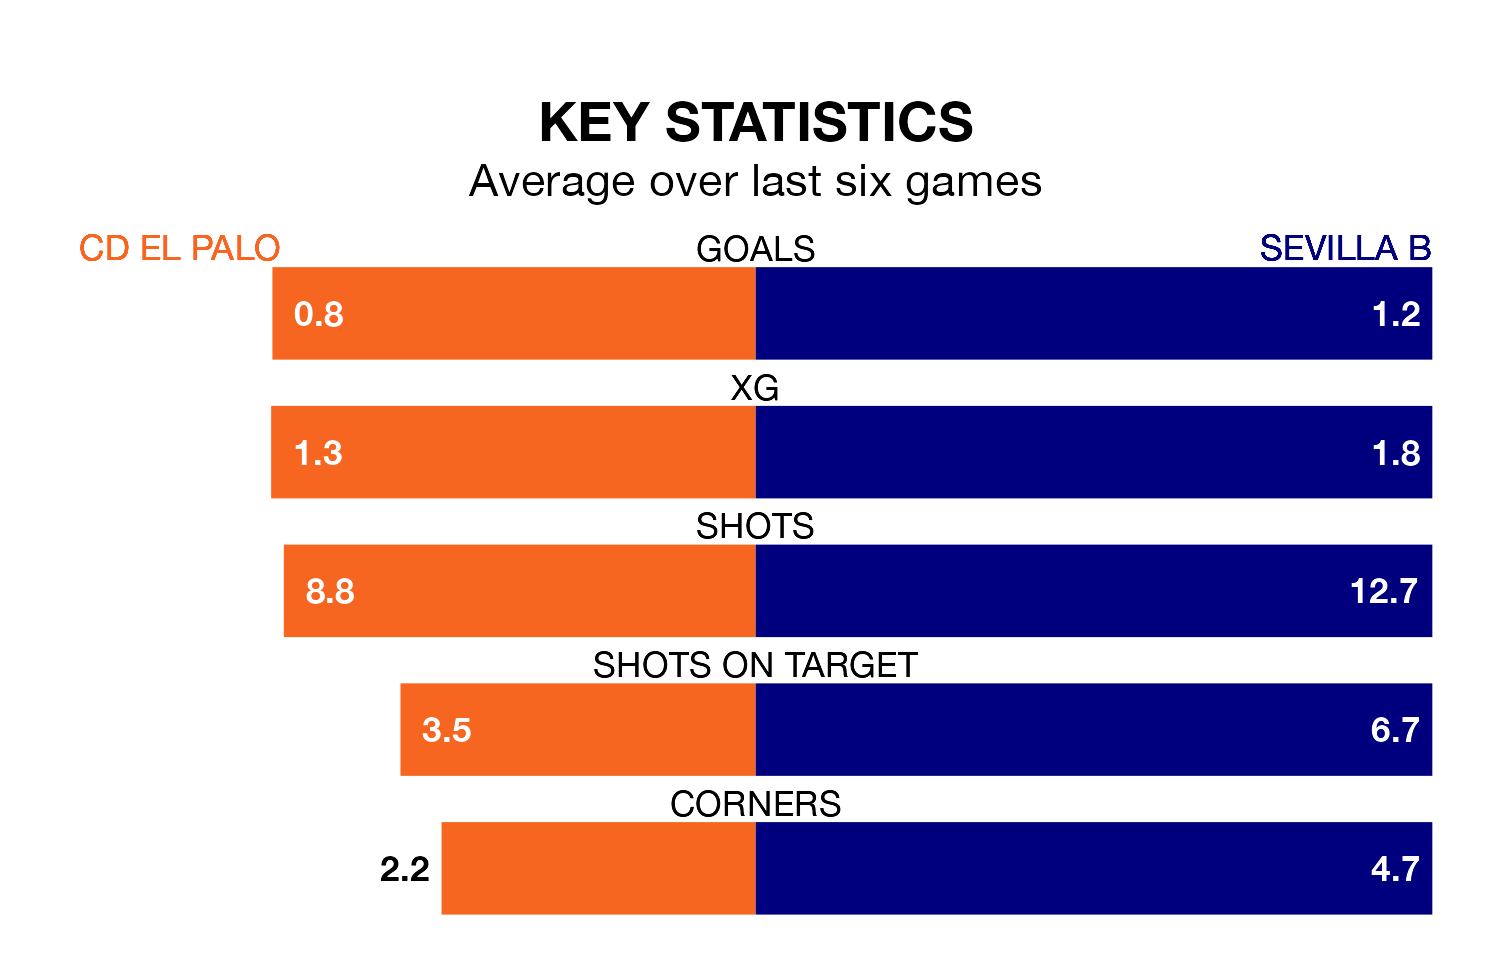 KEY STATISTICS
Average over last six games
CD EL PALO GOALS SEVILLA B
0.8 1.2
XG
1.3 1.8
SHOTS
8.8 12.7
SHOTS ON TARGET
3.5 6.7
CORNERS
2.2 4.7